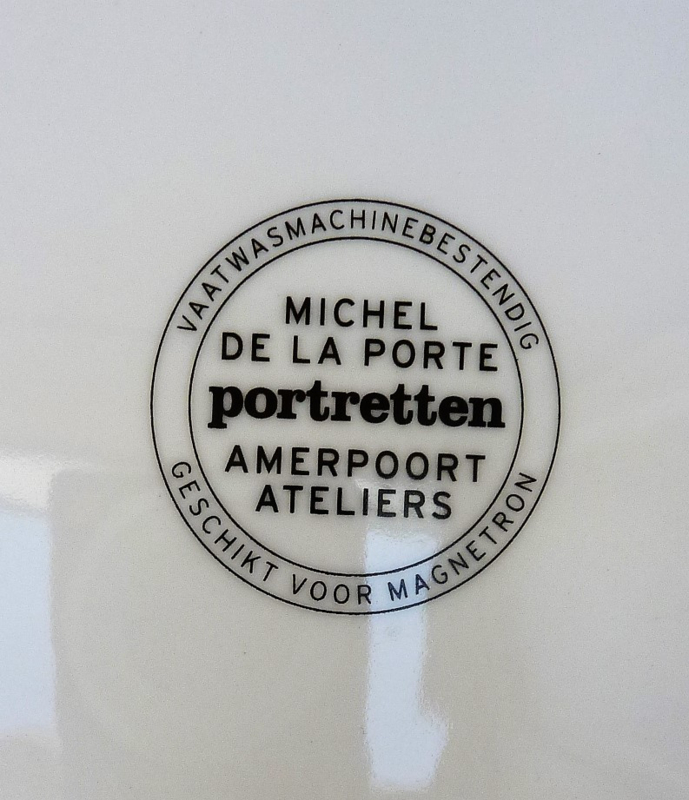 VAATWASMACHINEBESTENDIG
MICHEL
DE LA PORTE
portretten
AMERPOORT
ATELIERS
GESCHIKT VOOR MAGNETRON